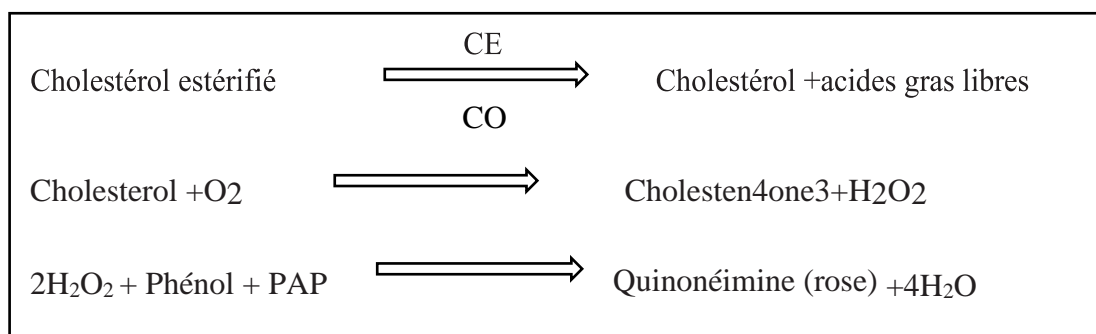 CE
Cholestérol estérifié Cholestérol +acides gras libres
CO
Cholesterol +O2 Cholesten4one3+H2O2
2H₂O₂ + Phénol + PAP Quinonéimine (rose) +4H₂O